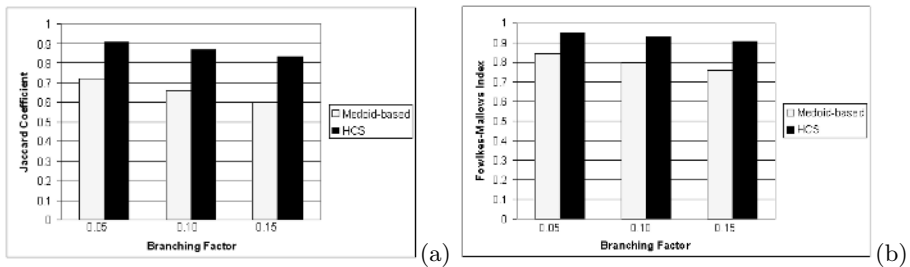 1
0.9
0.8
0.7
0.6
0.5
0.4
0.3
0.2
0.1
0
Jaccard Coefficient
0.05 0.10 0.15
Branching Factor
Medoid-based
HCS
(a)
1
0.9
0.8
0.7
0.6
0.5
0.4
0.3
0.2
0.1
0
Fowlkes-Mallows Index
0.05 0.10 0.15
Branching Factor
Medoid-based
HCS
(b)